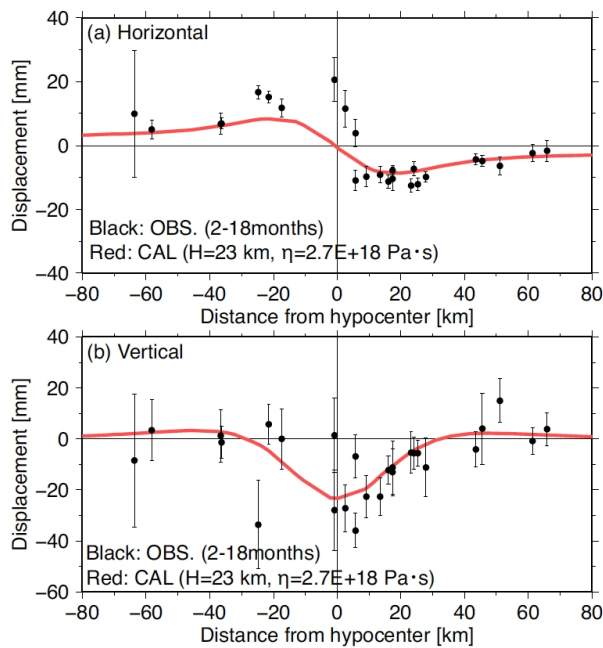 (a) Horizontal
Displacement [mm]
40
20
0
−20
−40
Black: OBS. (2-18months)
Red: CAL (H=23 km, η=2.7E+18 Pa・s)
−80 −60 −40 −20 0 20 40 60 80
Distance from hypocenter [km]
(b) Vertical
Displacement [mm]
40
20
0
−20
−40
−60
Black: OBS. (2-18months)
Red: CAL (H=23 km, η=2.7E+18 Pa・s)
−80 −60 −40 −20 0 20 40 60 80
Distance from hypocenter [km]